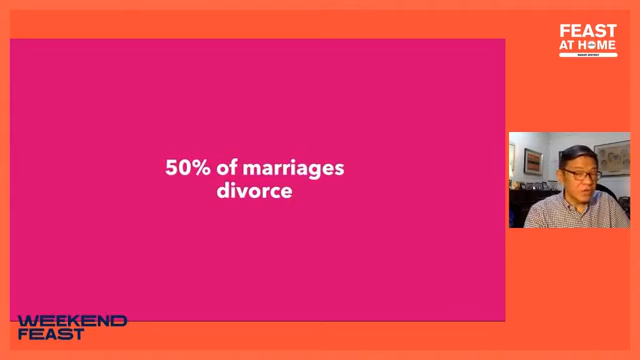 FEAST
AT HOME
50% of marriages
divorce
WEEKEND
FEAST